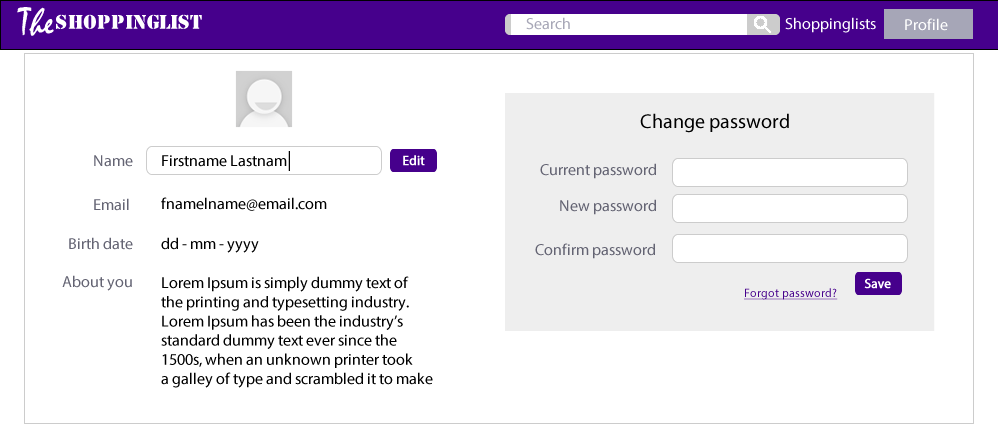 The SHOPPINGLIST
Search
Shoppinglists
Profile
Name
Firstname Lastnam
Edit
Email
fnamelname@email.com
Birth date
dd - mm - yyyy
About you
Lorem Ipsum is simply dummy text of
the printing and typesetting industry.
Lorem Ipsum has been the industry’s
standard dummy text ever since the
1500s, when an unknown printer took
a galley of type and scrambled it to make
Change password
Current password
New password
Confirm password
Forgot password?
Save